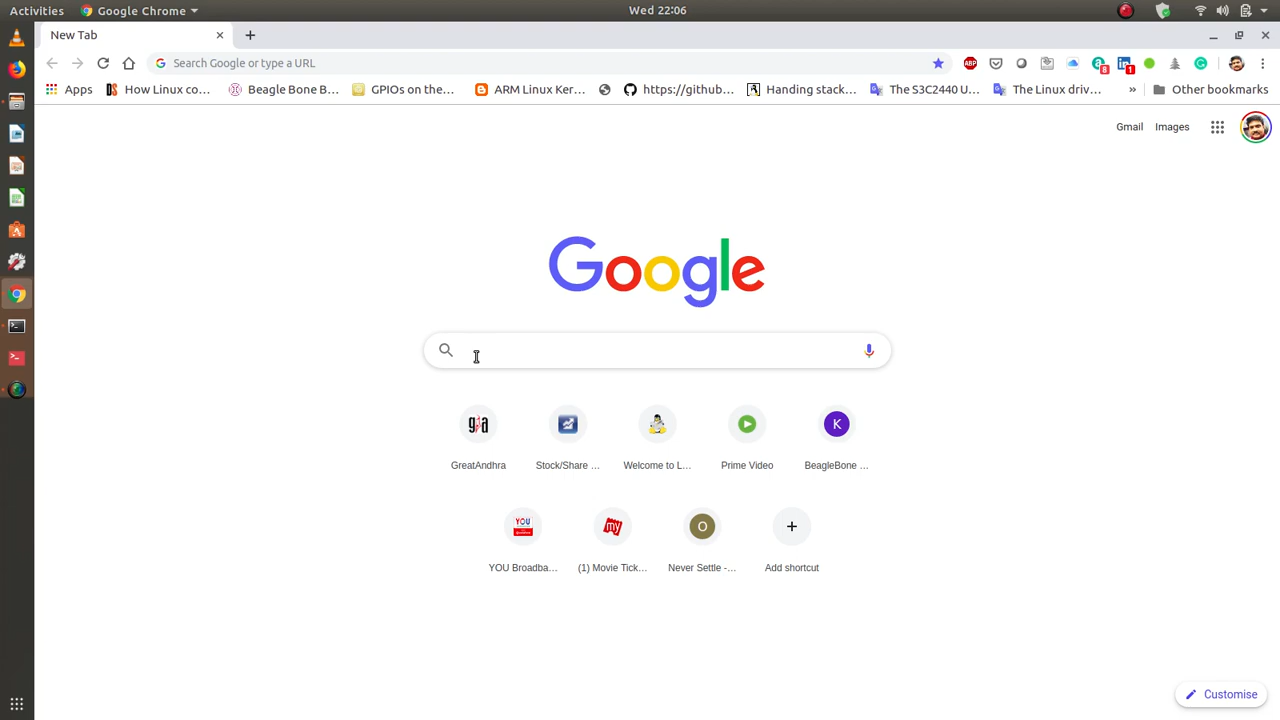 Activities Google Chrome Wed 22:06
New Tab
Search Google or type a URL ABP 8 1
Apps How Linux co... Beagle Bone B... GPIOs on the... ARM Linux Ker... https://github... Handing stack... The S3C2440 U... The Linux driv... » Other bookmarks
Gmail Images
Google
GreatAndhra Stock/Share ... Welcome to L... Prime Video BeagleBone ...
YOU Broadba... (1) Movie Tick... Never Settle -... Add shortcut
Customise